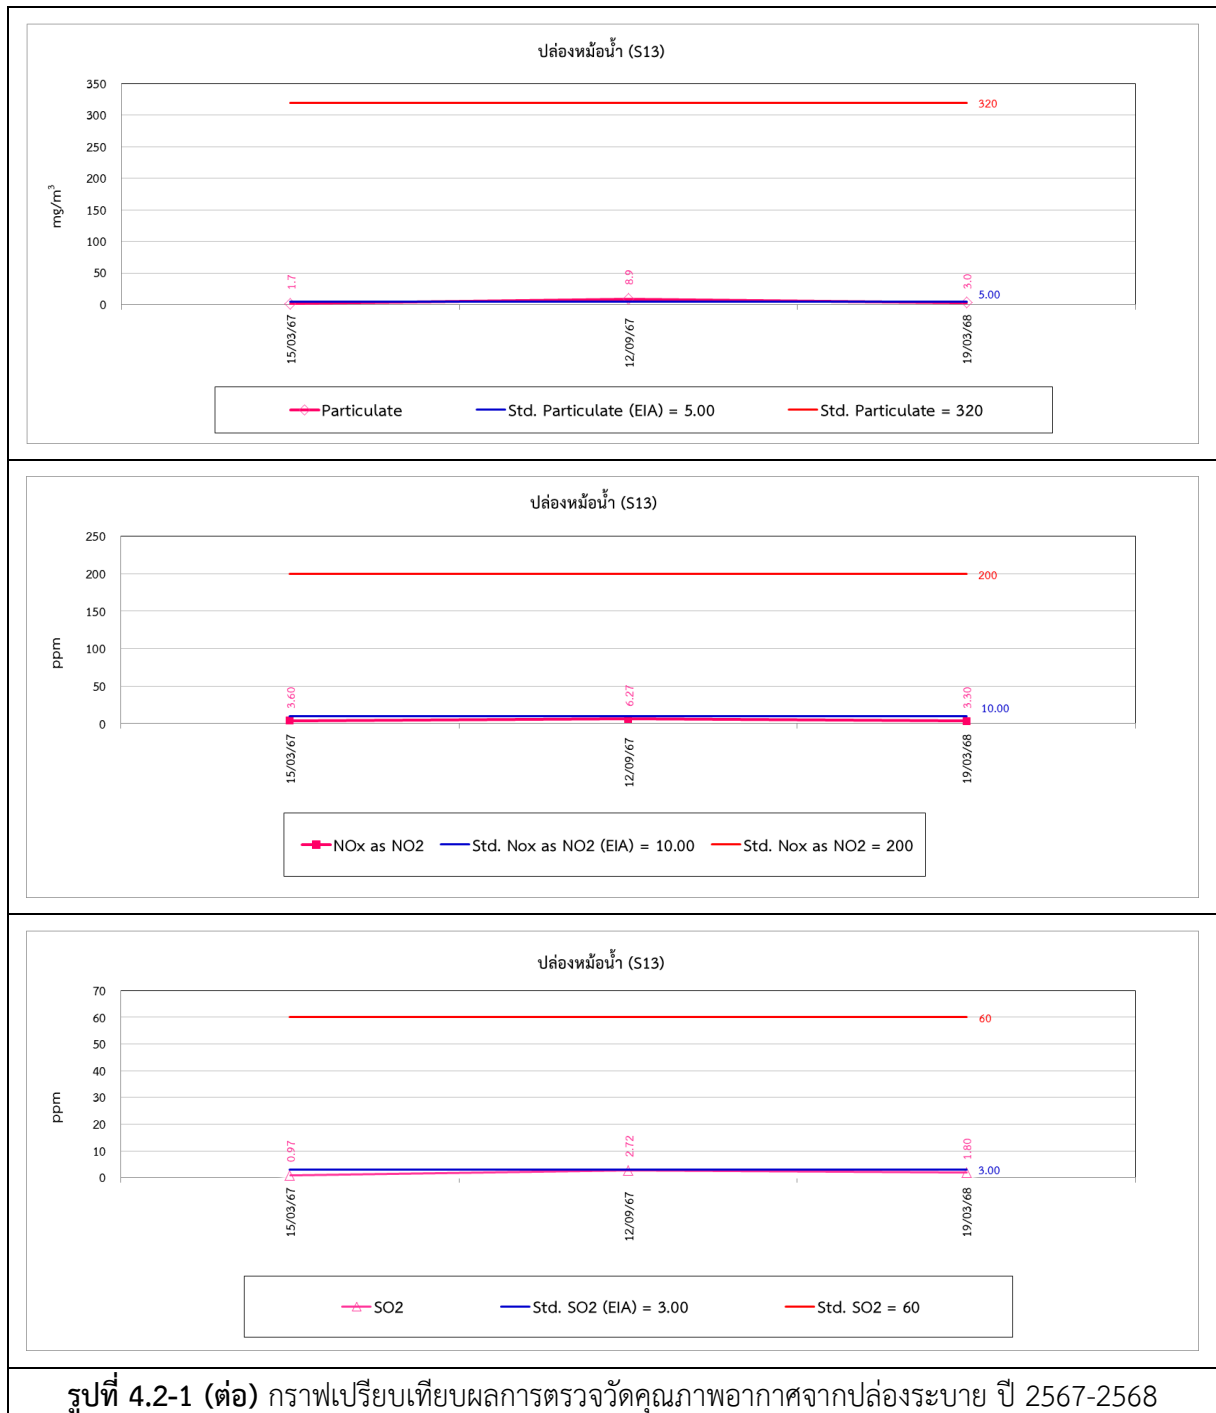 ปล่องหม้อน้ำ (S13)
350
300
250
200
150
100
50
0
mg/m³
320
1.7
8.9
3.0
5.00
15/03/67
12/09/67
19/03/68
Particulate
Std. Particulate (EIA) = 5.00
Std. Particulate = 320
ปล่องหม้อน้ำ (S13)
250
200
150
100
50
0
ppm
200
3.60
6.27
3.30
10.00
15/03/67
12/09/67
19/03/68
NOx as NO2
Std. Nox as NO2 (EIA) = 10.00
Std. Nox as NO2 = 200
ปล่องหม้อน้ำ (S13)
70
60
50
40
30
20
10
0
ppm
60
0.97
2.72
1.80
3.00
15/03/67
12/09/67
19/03/68
SO2
Std. SO2 (EIA) = 3.00
Std. SO2 = 60
รูปที่ 4.2-1 (ต่อ) กราฟเปรียบเทียบผลการตรวจวัดคุณภาพอากาศจากปล่องระบาย ปี 2567-2568